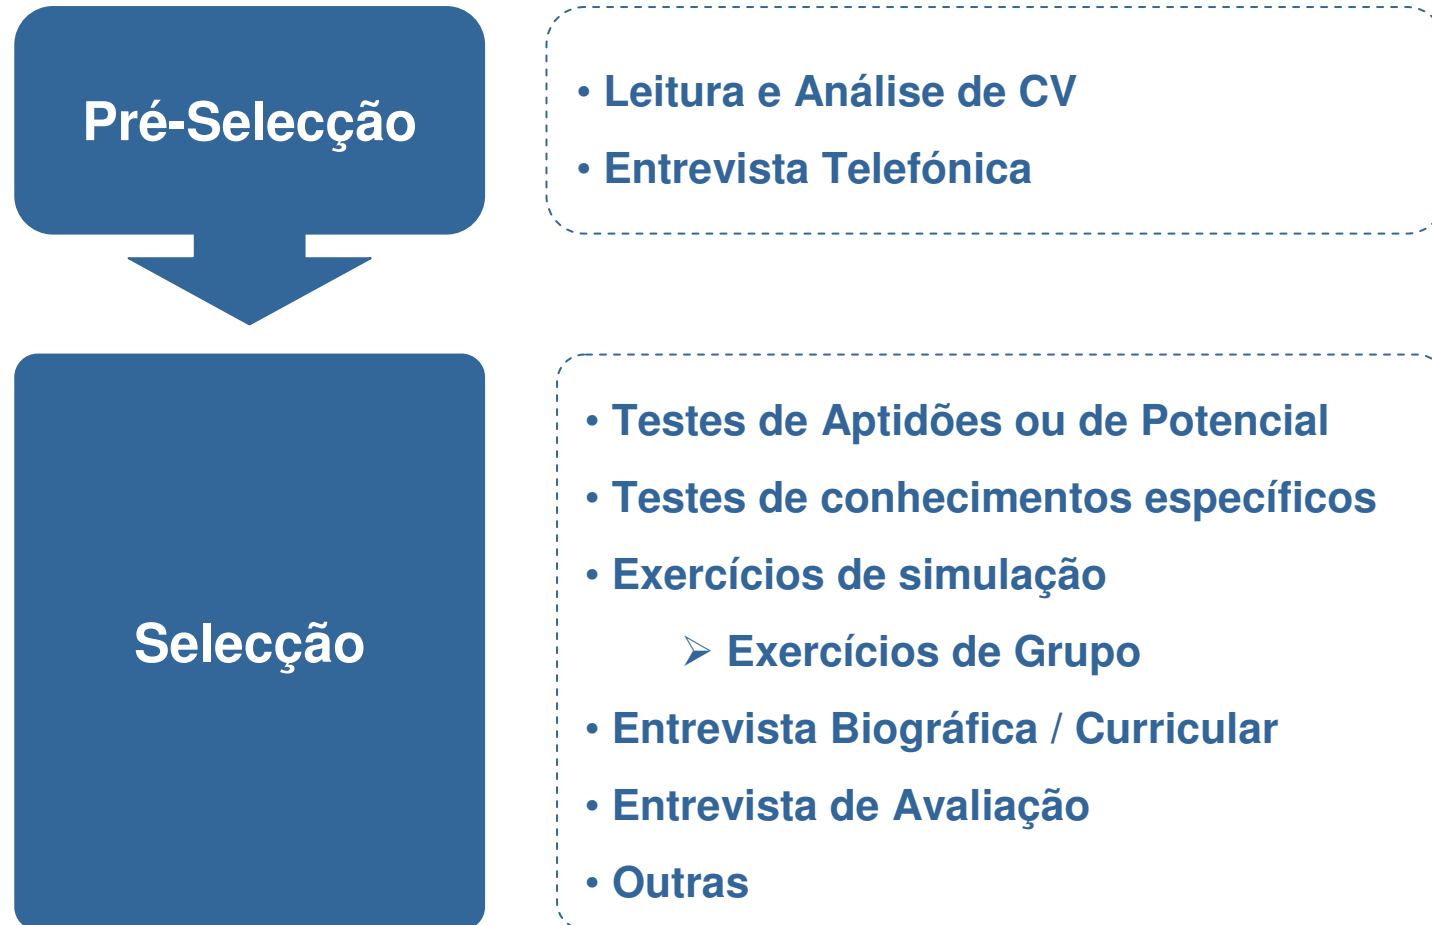 Pré-Selecção
• Leitura e Análise de CV
• Entrevista Telefónica
Selecção
• Testes de Aptidões ou de Potencial
• Testes de conhecimentos específicos
• Exercícios de simulação
➢ Exercícios de Grupo
• Entrevista Biográfica / Curricular
• Entrevista de Avaliação
• Outras